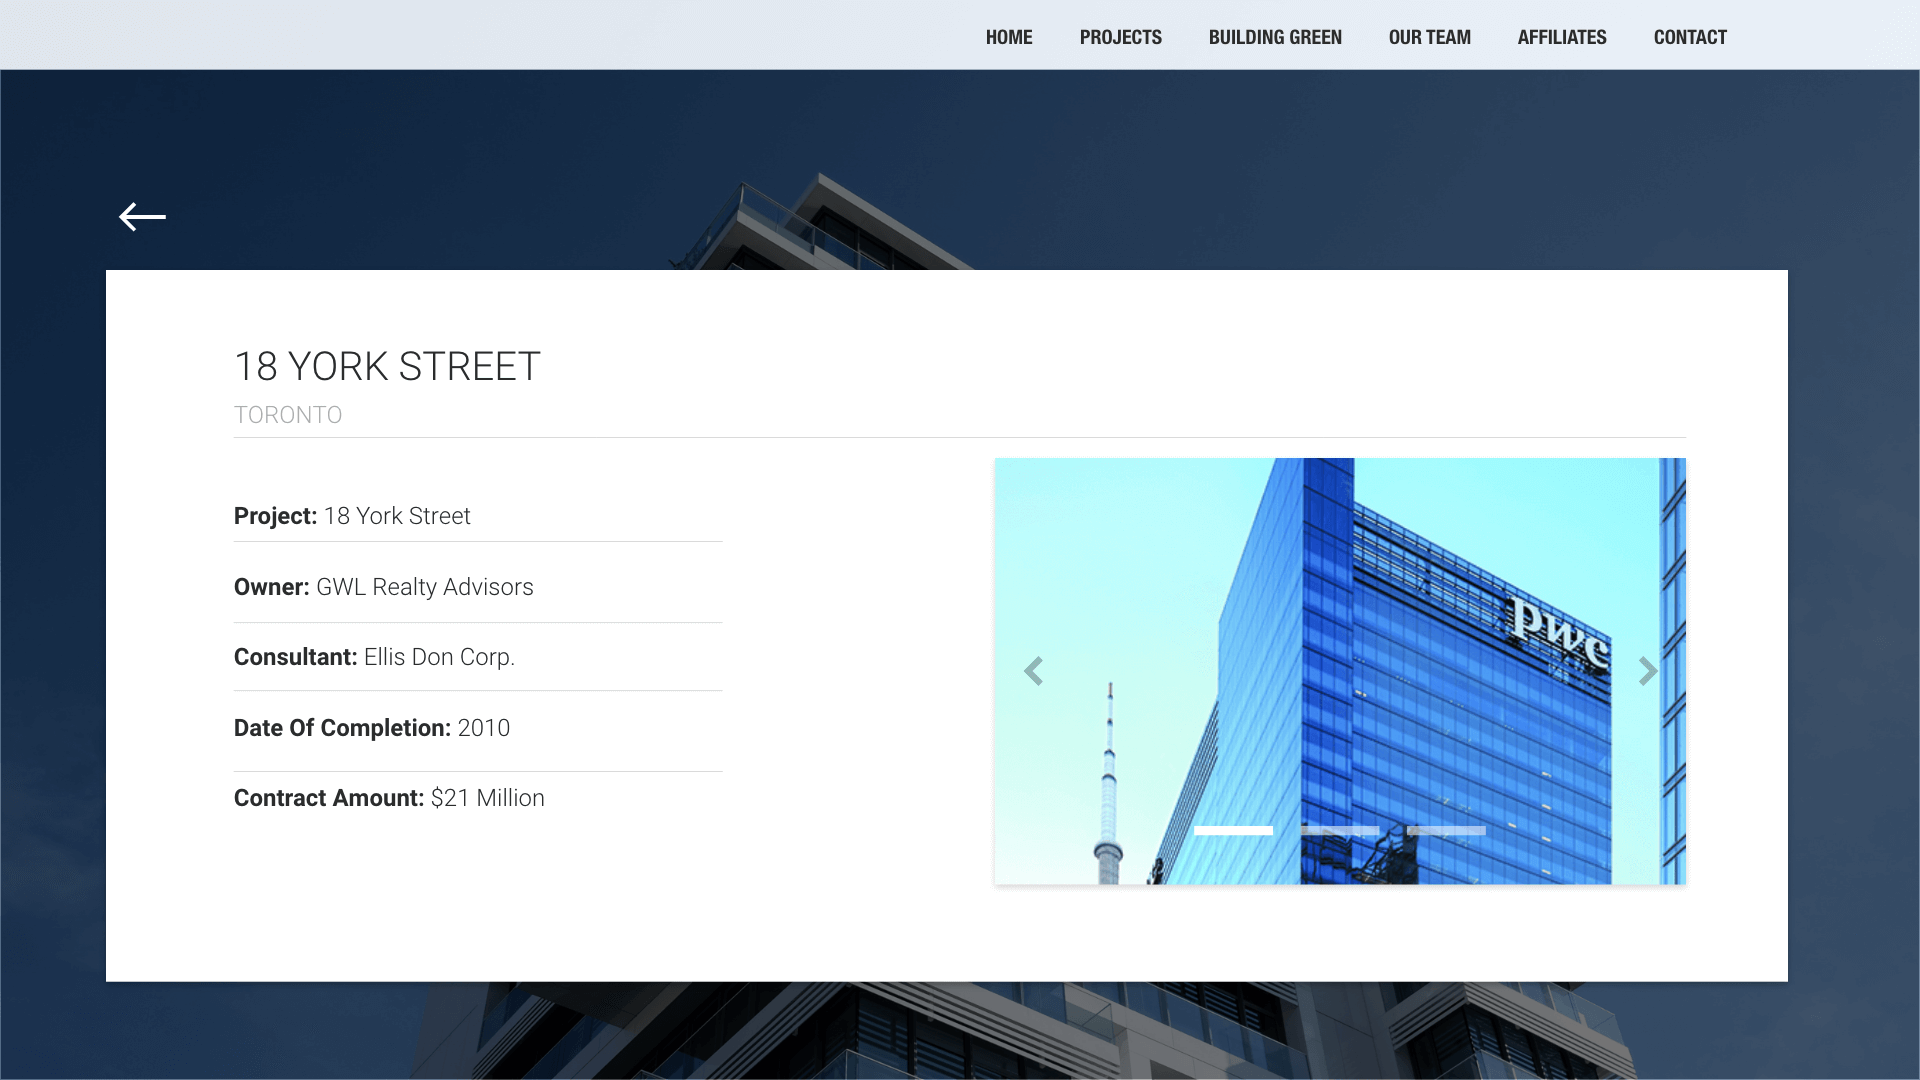 HOME PROJECTS BUILDING GREEN OUR TEAM AFFILIATES CONTACT
18 YORK STREET
TORONTO
Project: 18 York Street
Owner: GWL Realty Advisors
Consultant: Ellis Don Corp.
Date Of Completion: 2010
Contract Amount: $21 Million
pwc